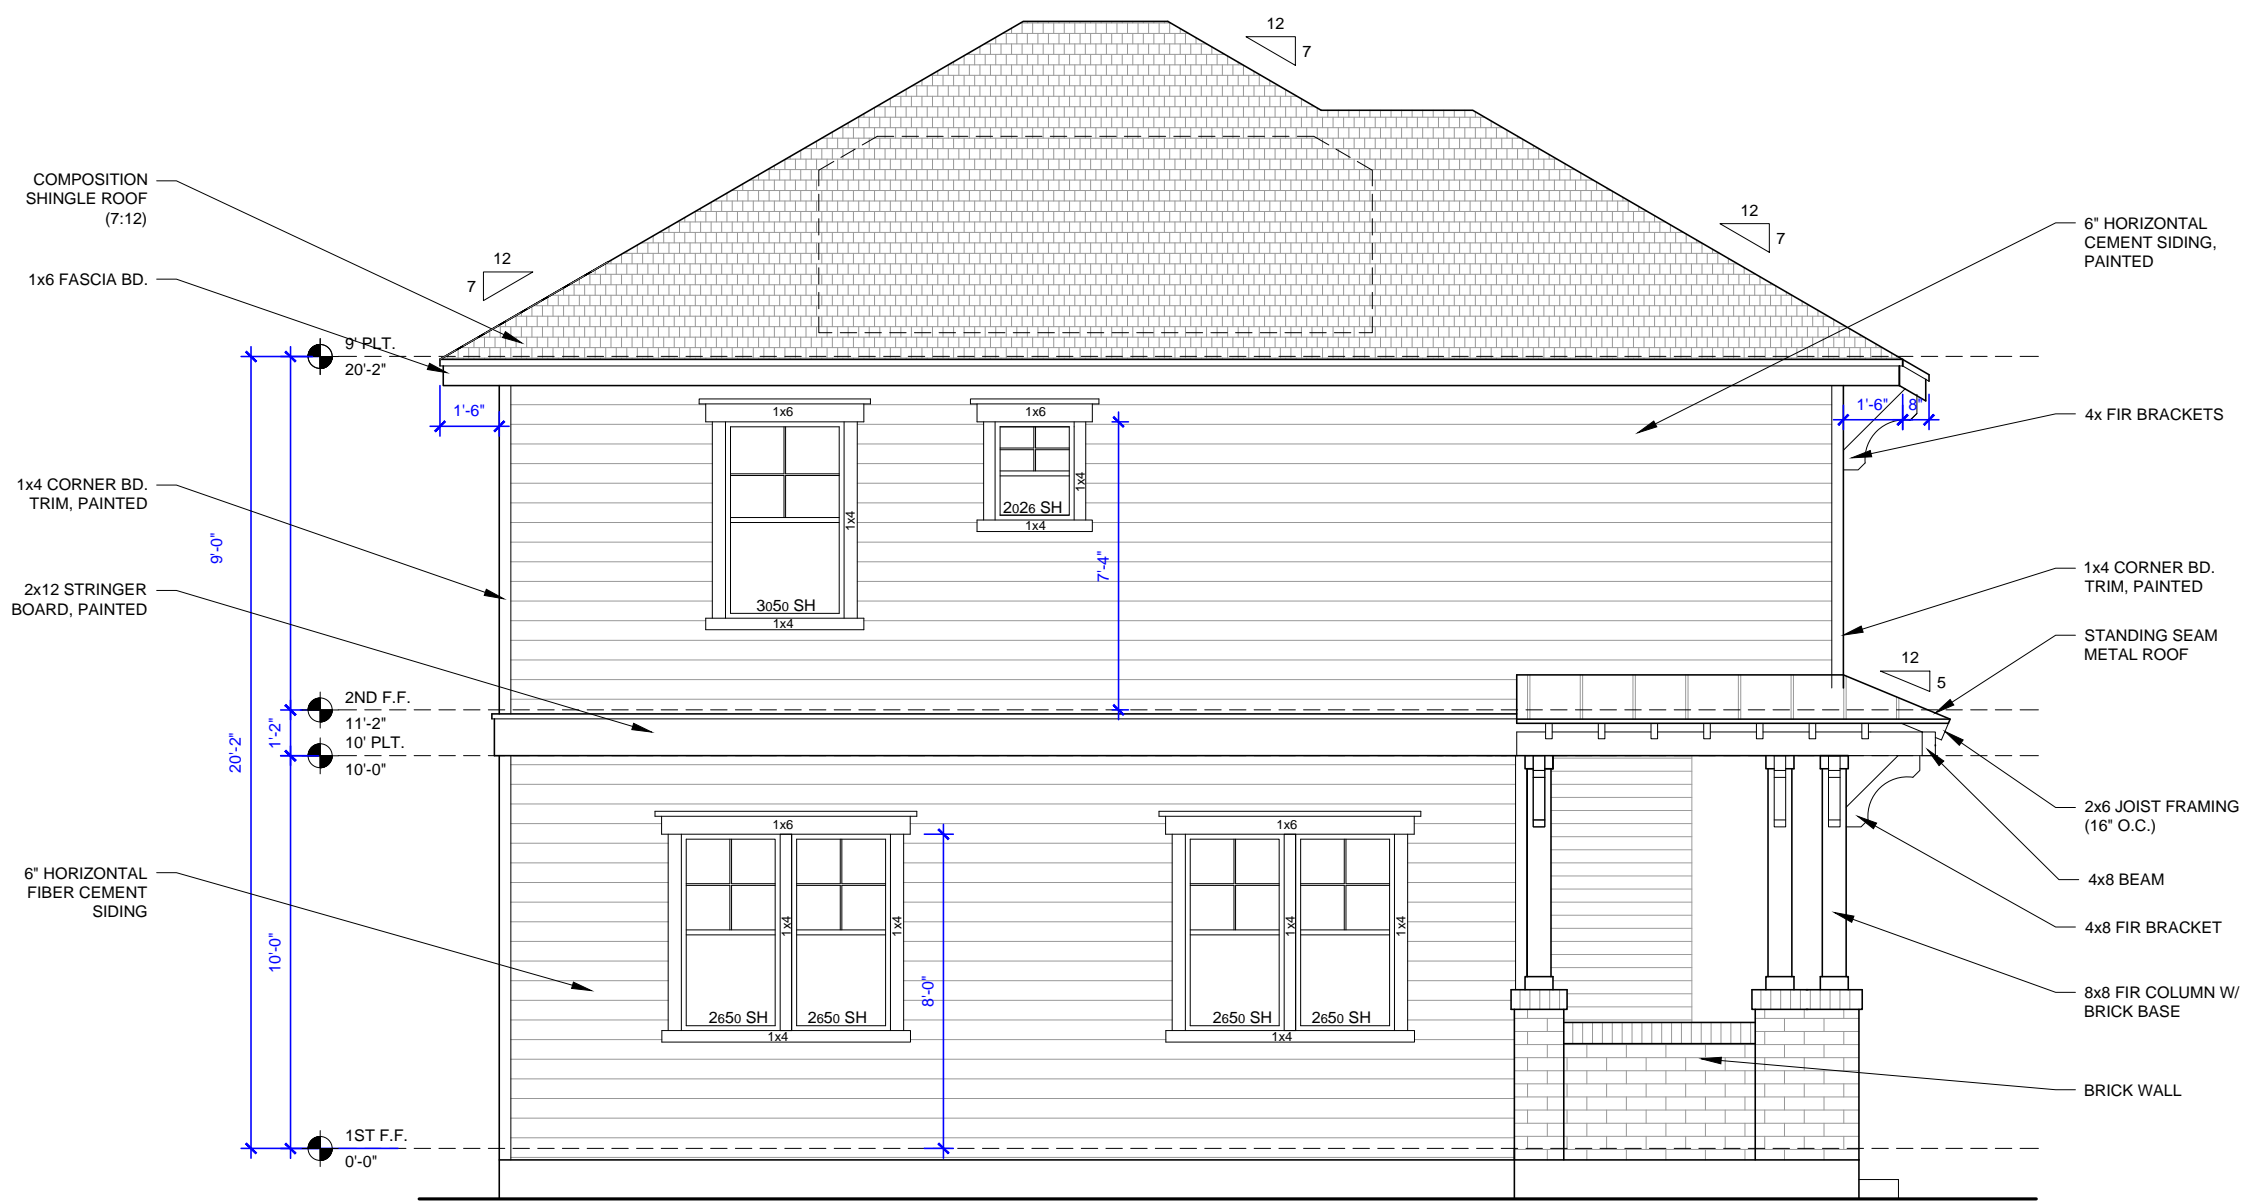 12
7
COMPOSITION
SHINGLE ROOF
(7:12)
12
7
6" HORIZONTAL
CEMENT SIDING,
PAINTED
12
7
1x6 FASCIA BD.
9' PLT.
20'-2"
1'-6"
1x6
1x6
1'-6"
8"
4x FIR BRACKETS
1x4 CORNER BD.
TRIM, PAINTED
1x4
2026 SH
1x4
1x4
9'-0"
7'-4"
3050 SH
1x4
2x12 STRINGER
BOARD, PAINTED
1x4 CORNER BD.
TRIM, PAINTED
STANDING SEAM
METAL ROOF
12
5
2ND F.F.
11'-2"
10' PLT.
10'-0"
1'-2"
20'-2"
2x6 JOIST FRAMING
(16" O.C.)
1x6
1x6
4x8 BEAM
6" HORIZONTAL
FIBER CEMENT
SIDING
1x4
1x4
1x4
1x4
4x8 FIR BRACKET
10'-0"
8'-0"
8x8 FIR COLUMN W/
BRICK BASE
2650 SH
2650 SH
2650 SH
2650 SH
1x4
1x4
BRICK WALL
1ST F.F.
0'-0"